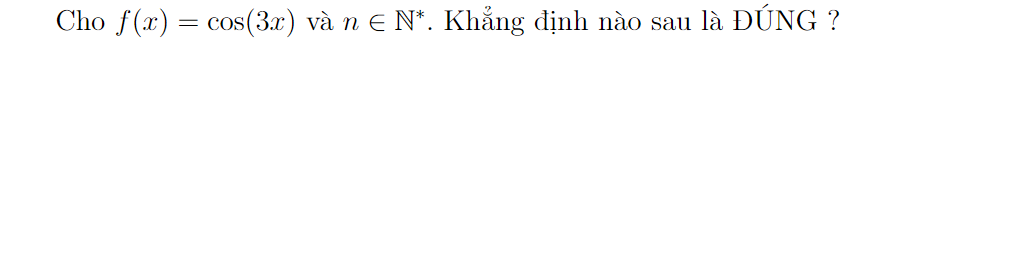 Cho f(x) = cos(3x) và n ∈ ℕ*. Khẳng định nào sau là ĐÚNG ?